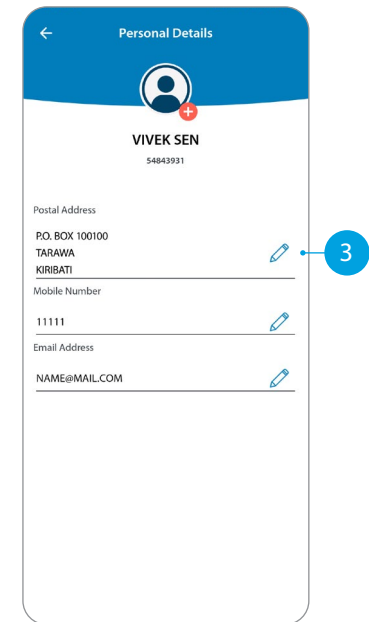 Personal Details
VIVEK SEN
54843931
Postal Address
P.O. BOX 100100
TARAWA
3
KIRIBATI
Mobile Number
11111
Email Address
NAME@MAIL.COM